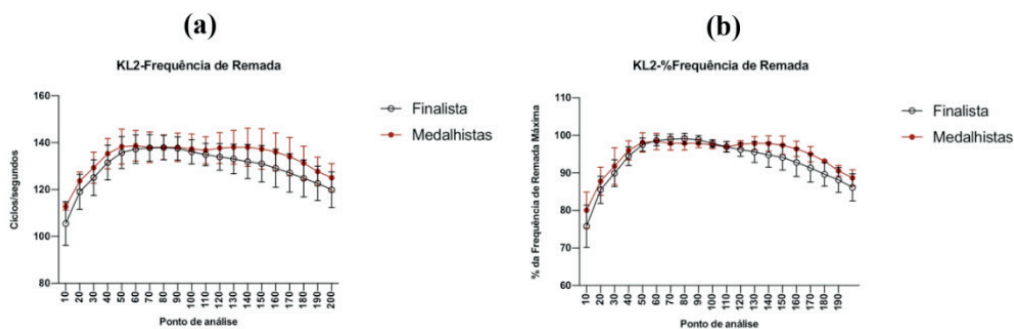 (a)
KL2-Frequência de Remada
160
140
120
100
80
Ciclos/segundos
10 20 30 40 50 60 70 80 90 100 110 120 130 140 150 160 170 180 190 200
Ponto de análise
Finalista
Medalhistas
(b)
KL2-%Frequência de Remada
110
100
90
80
70
60
% da Frequência de Remada Máxima
10 20 30 40 50 60 70 80 90 100 110 120 130 140 150 160 170 180 190
Ponto de análise
Finalista
Medalhistas